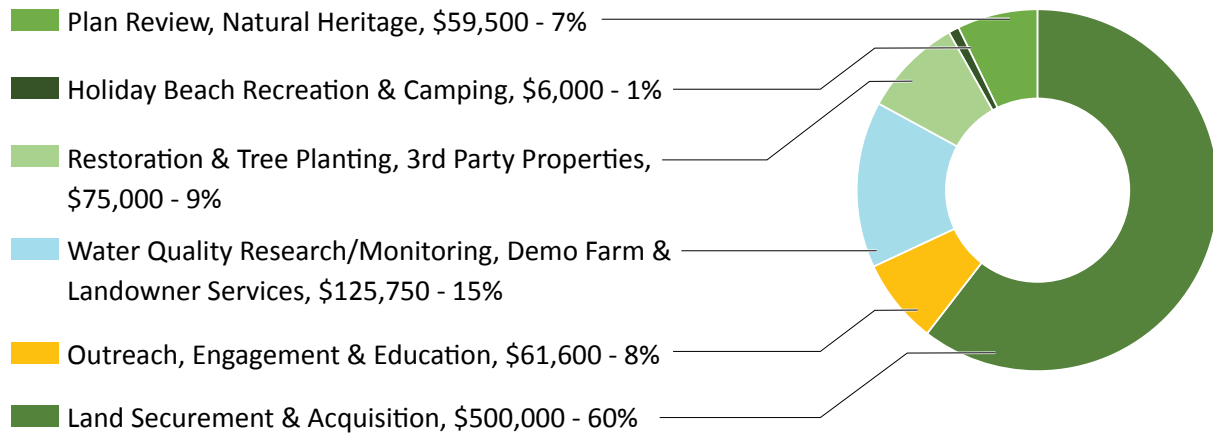 Plan Review, Natural Heritage, $59,500 - 7%
Holiday Beach Recreation & Camping, $6,000 - 1%
Restoration & Tree Planting, 3rd Party Properties,
$75,000 - 9%
Water Quality Research/Monitoring, Demo Farm &
Landowner Services, $125,750 - 15%
Outreach, Engagement & Education, $61,600 - 8%
Land Securement & Acquisition, $500,000 - 60%